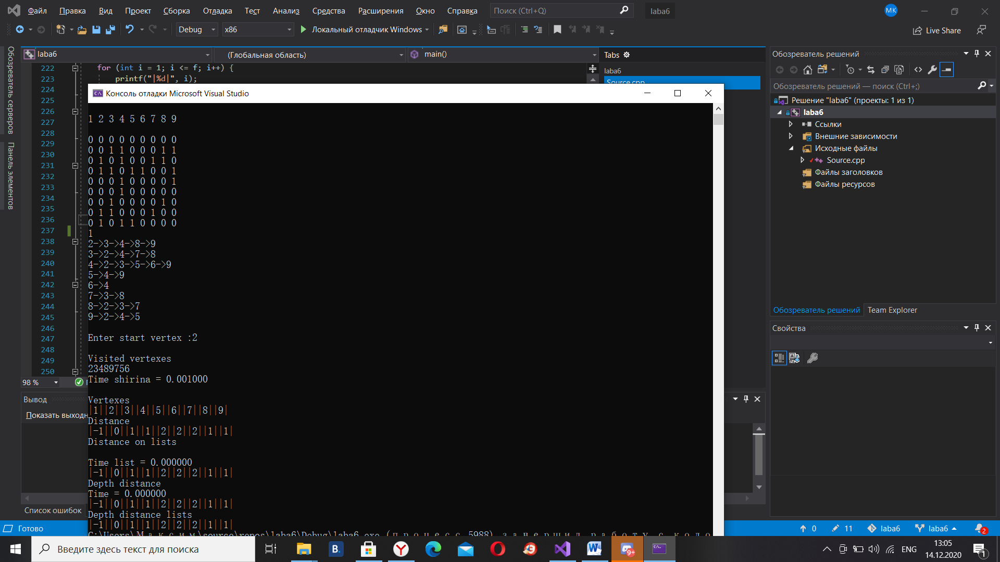 Файл Правка Вид Проект Сборка Отладка Тест Анализ Средства Расширения Окно Справка Поиск (Ctrl+Q) laba6 MK
Debug x86 Локальный отладчик Windows Live Share
Обозреватель серверов
Панель элементов
laba6 (Глобальная область) main() Tabs
222 for (int i = 1; i <= f; i++) {
223 printf("|%d|", i);
224
225
226
227
228
229
230
231
232
233
234
235
236
237
238
239
240
241
242
243
244
245
246
247
248
249
250
98 %
laba6
Source.cpp
Консоль отладки Microsoft Visual Studio
1 2 3 4 5 6 7 8 9
0 0 0 0 0 0 0 0 0
0 0 1 1 0 0 0 1 1
0 1 0 1 0 0 1 1 0
0 1 1 0 1 1 0 0 1
0 0 0 1 0 0 0 0 1
0 0 0 1 0 0 0 0 0
0 0 1 0 0 0 0 1 0
0 1 1 0 0 0 1 0 0
0 1 0 1 1 0 0 0 0
1
2->3->4->8->9
3->2->4->7->8
4->2->3->5->6->9
5->4->9
6->4
7->3->8
8->2->3->7
9->2->4->5
Enter start vertex :2
Visited vertexes
23489756
Time shirina = 0.001000
Vertexes
|1||2||3||4||5||6||7||8||9|
Distance
|-1||0||1||1||2||2||2||1||1|
Distance on lists
Time list = 0.000000
|-1||0||1||1||2||2||2||1||1|
Depth distance
Time = 0.000000
|-1||0||1||1||2||2||2||1||1|
Depth distance lists
|-1||0||1||1||2||2||2||1||1|
C:\Users\Максим\source\repos\laba6\Debug\laba6.exe (процесс 5988) завершил работу с кодо
Обозреватель решений
Обозреватель решений — поиск (Ctrl+;)
Решение "laba6" (проекты: 1 из 1)
laba6
Ссылки
Внешние зависимости
Исходные файлы
Source.cpp
Файлы заголовков
Файлы ресурсов
Обозреватель решений Team Explorer
Свойства
Вывод
Показать выходн
Список ошибок
Готово 0 11 laba6 laba6 2
Введите здесь текст для поиска B. 9+ ENG 13:05
14.12.2020 1